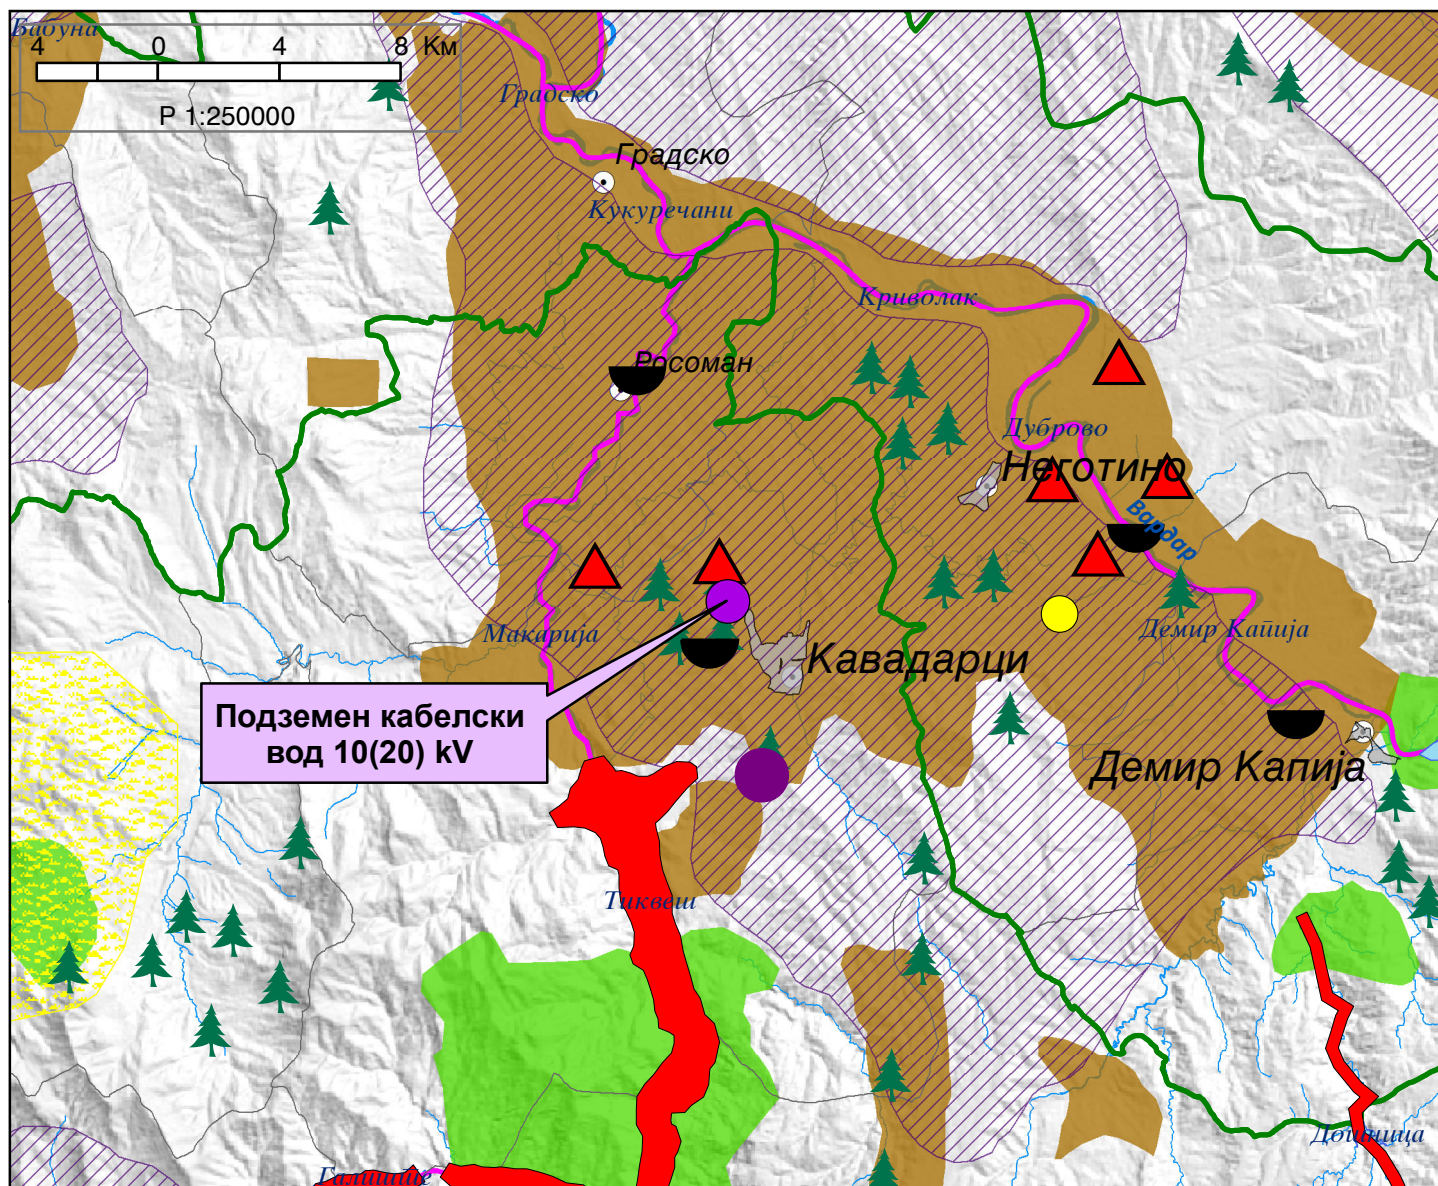 Бабуна
4 0 4 8 Км
Р 1:250000
Градско
Градско
Кукуречани
Криволак
Росоман
Дуброво
Неготино
Вардар
Макарија
Демир Капија
Кавадарци
Подземен кабелски
вод 10(20) kV
Демир Капија
Тиквеш
Дошница
Галиште